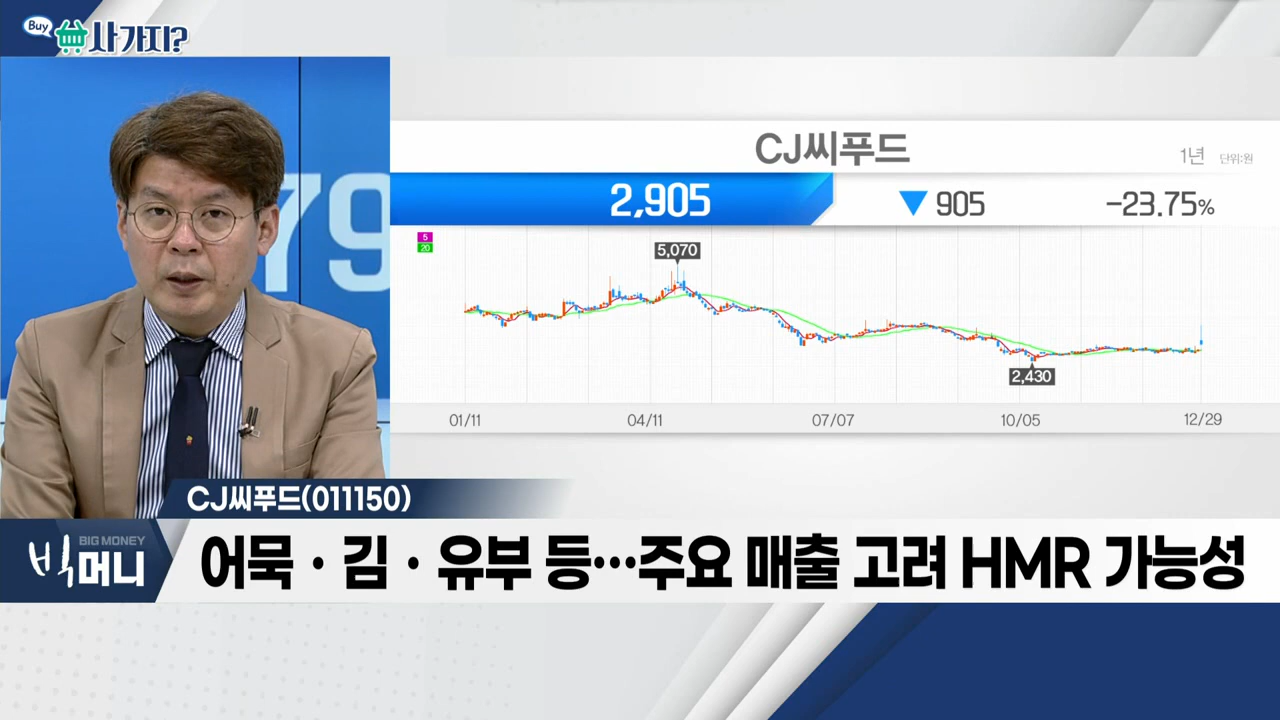 Buy
사가지?
79
CJ씨푸드
1년 단위:원
2,905 ▼ 905 -23.75%
5
20
5,070
2,430
01/11 04/11 07/07 10/05 12/29
CJ씨푸드(011150)
BIG MONEY
빅머니
어묵·김·유부 등…주요 매출 고려 HMR 가능성